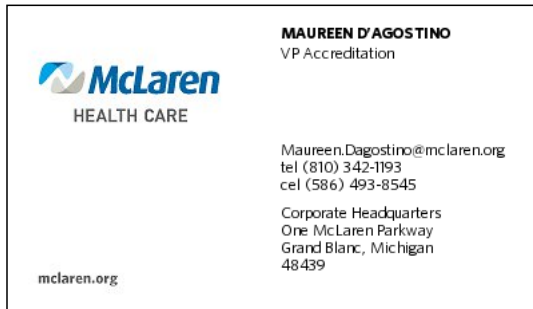 McLaren
HEALTH CARE
mclaren.org
MAUREEN D'AGOSTINO
VP Accreditation
Maureen.Dagostino@mclaren.org
tel (810) 342-1193
cel (586) 493-8545
Corporate Headquarters
One McLaren Parkway
Grand Blanc, Michigan
48439